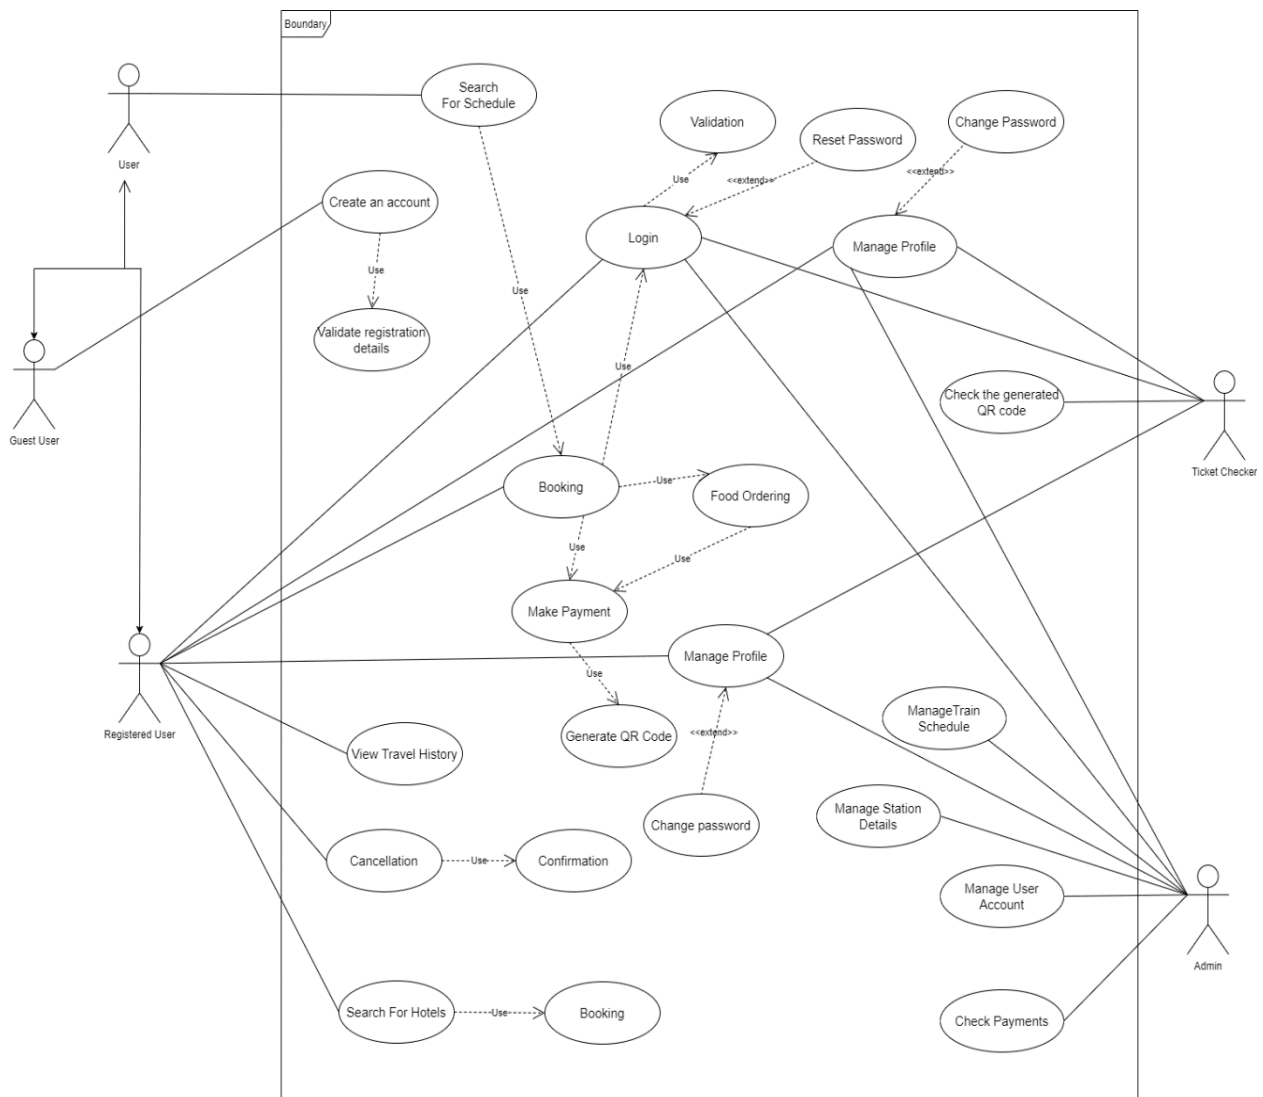 Boundary
Search
For Schedule
User
Validation
Reset Password
Change Password
Use
<<extend>>
<<extend>>
Create an account
Login
Manage Profile
Use
Use
Validate registration
details
Use
Guest User
Check the generated
QR code
Ticket Checker
Booking
Use
Food Ordering
Use
Use
Make Payment
Manage Profile
Use
Registered User
View Travel History
Generate QR Code
<<extend>>
ManageTrain
Schedule
Change password
Manage Station
Details
Cancellation
Use
Confirmation
Manage User
Account
Admin
Search For Hotels
Use
Booking
Check Payments